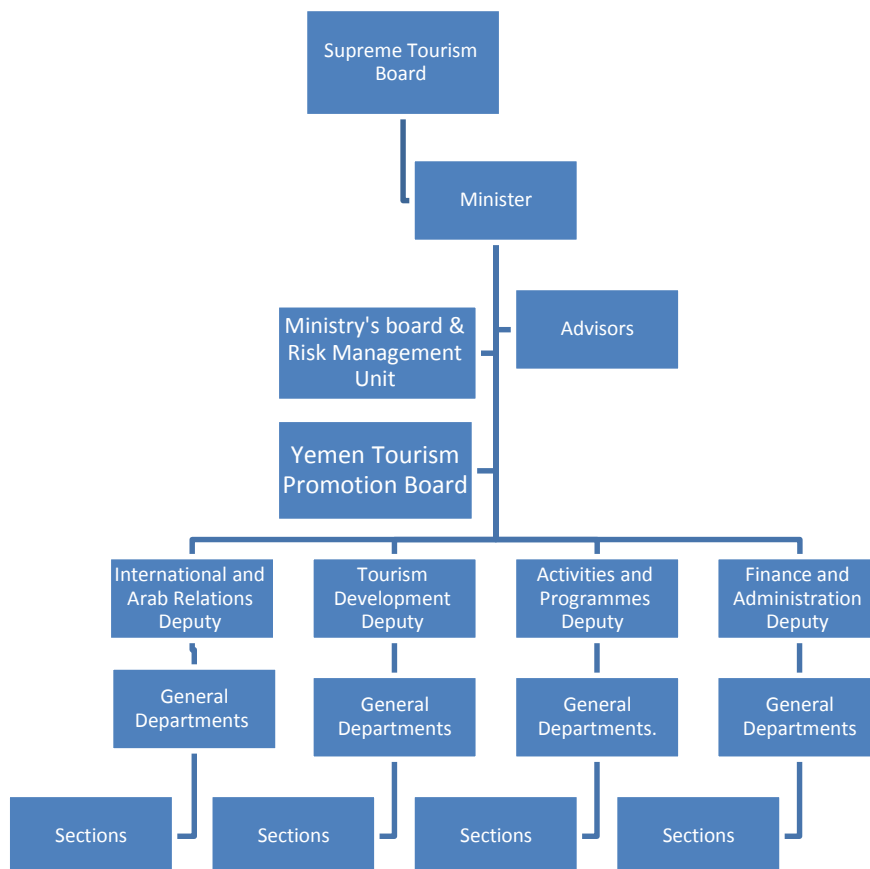 Supreme Tourism
Board
Minister
Ministry's board &
Risk Management
Unit
Advisors
Yemen Tourism
Promotion Board
International and
Arab Relations
Deputy
Tourism
Development
Deputy
Activities and
Programmes
Deputy
Finance and
Administration
Deputy
General
Departments
General
Departments
General
Departments.
General
Departments
Sections
Sections
Sections
Sections